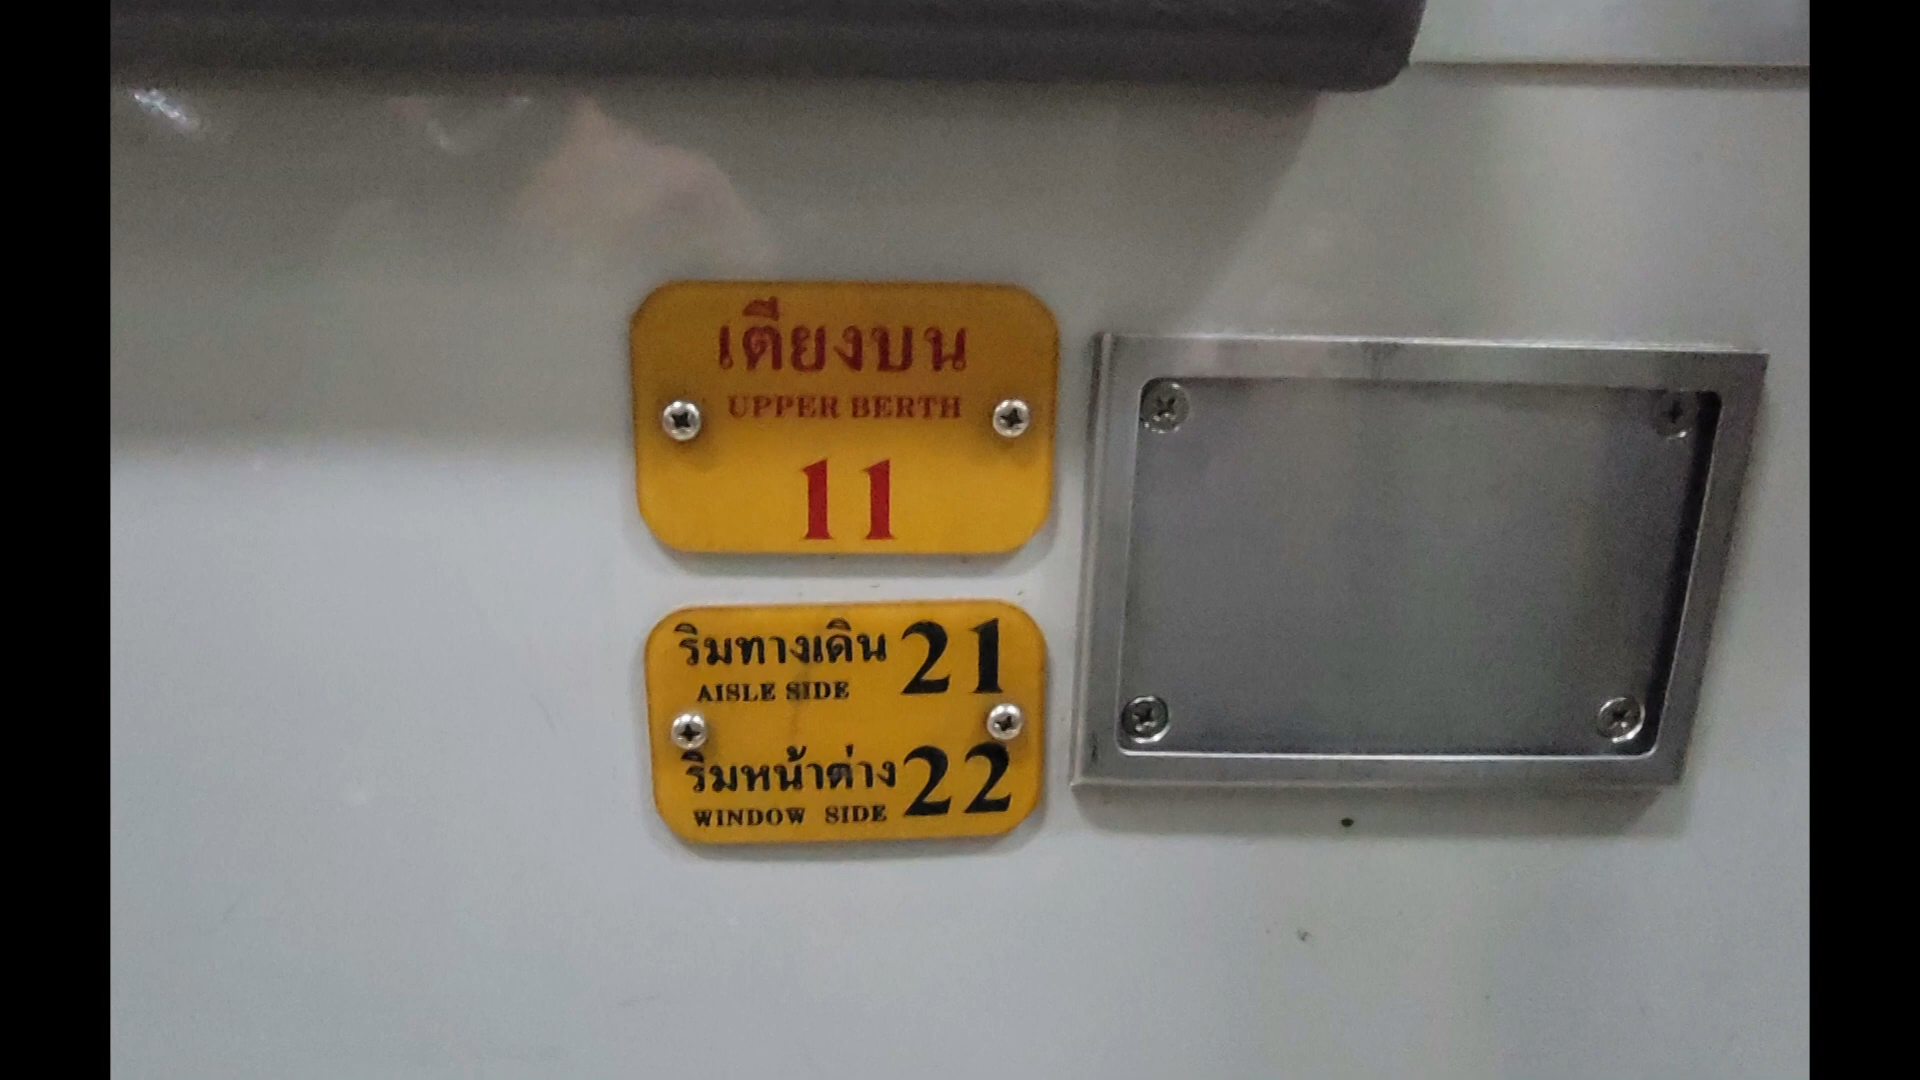 เตียงบน
UPPER BERTH
11
ริมทางเดิน 21
AISLE SIDE
ริมหน้าต่าง 22
WINDOW SIDE